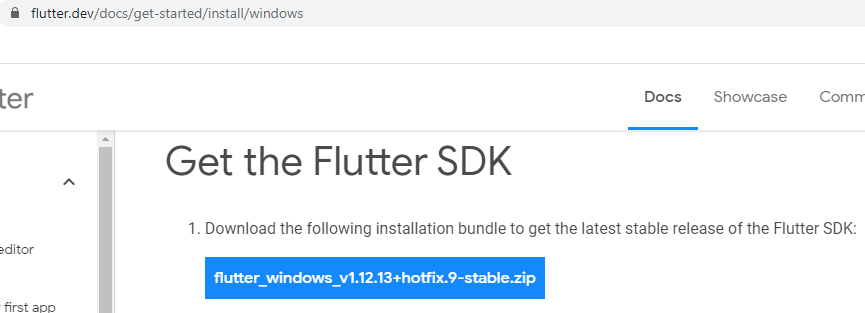 flutter.dev/docs/get-started/install/windows
ter
Docs Showcase Comm
Get the Flutter SDK
1. Download the following installation bundle to get the latest stable release of the Flutter SDK:
editor
flutter_windows_v1.12.13+hotfix.9-stable.zip
first app